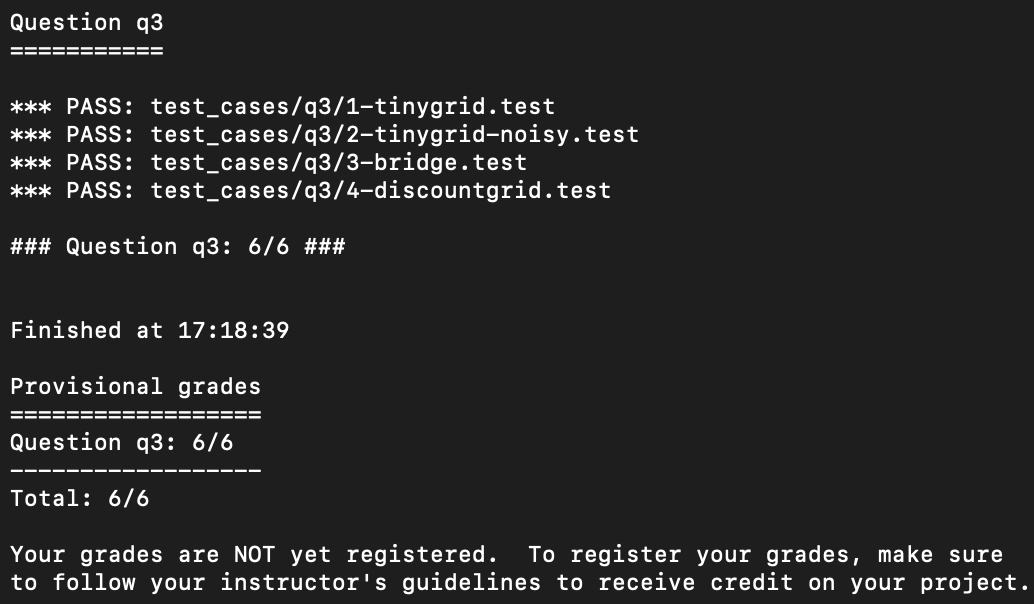 Question q3
===========
*** PASS: test_cases/q3/1-tinygrid.test
*** PASS: test_cases/q3/2-tinygrid-noisy.test
*** PASS: test_cases/q3/3-bridge.test
*** PASS: test_cases/q3/4-discountgrid.test
### Question q3: 6/6 ###
Finished at 17:18:39
Provisional grades
==================
Question q3: 6/6
------------------
Total: 6/6
Your grades are NOT yet registered.  To register your grades, make sure
to follow your instructor's guidelines to receive credit on your project.